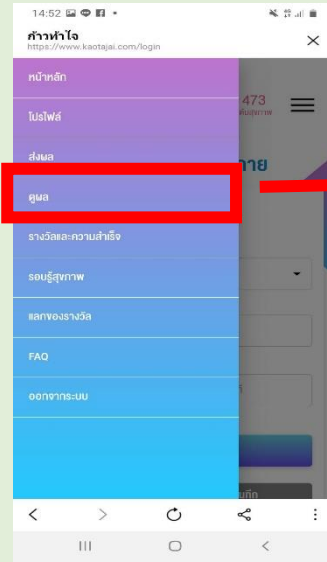 14:52
ก้าวท้าใจ
https://www.kaotajai.com/login
หน้าหลัก
โปรไฟล์
473
ส่งผล
กาย
ดูผล
รางวัลและความสำเร็จ
รอบรู้สุขภาพ
แลกของรางวัล
FAQ
ออกจากระบบ